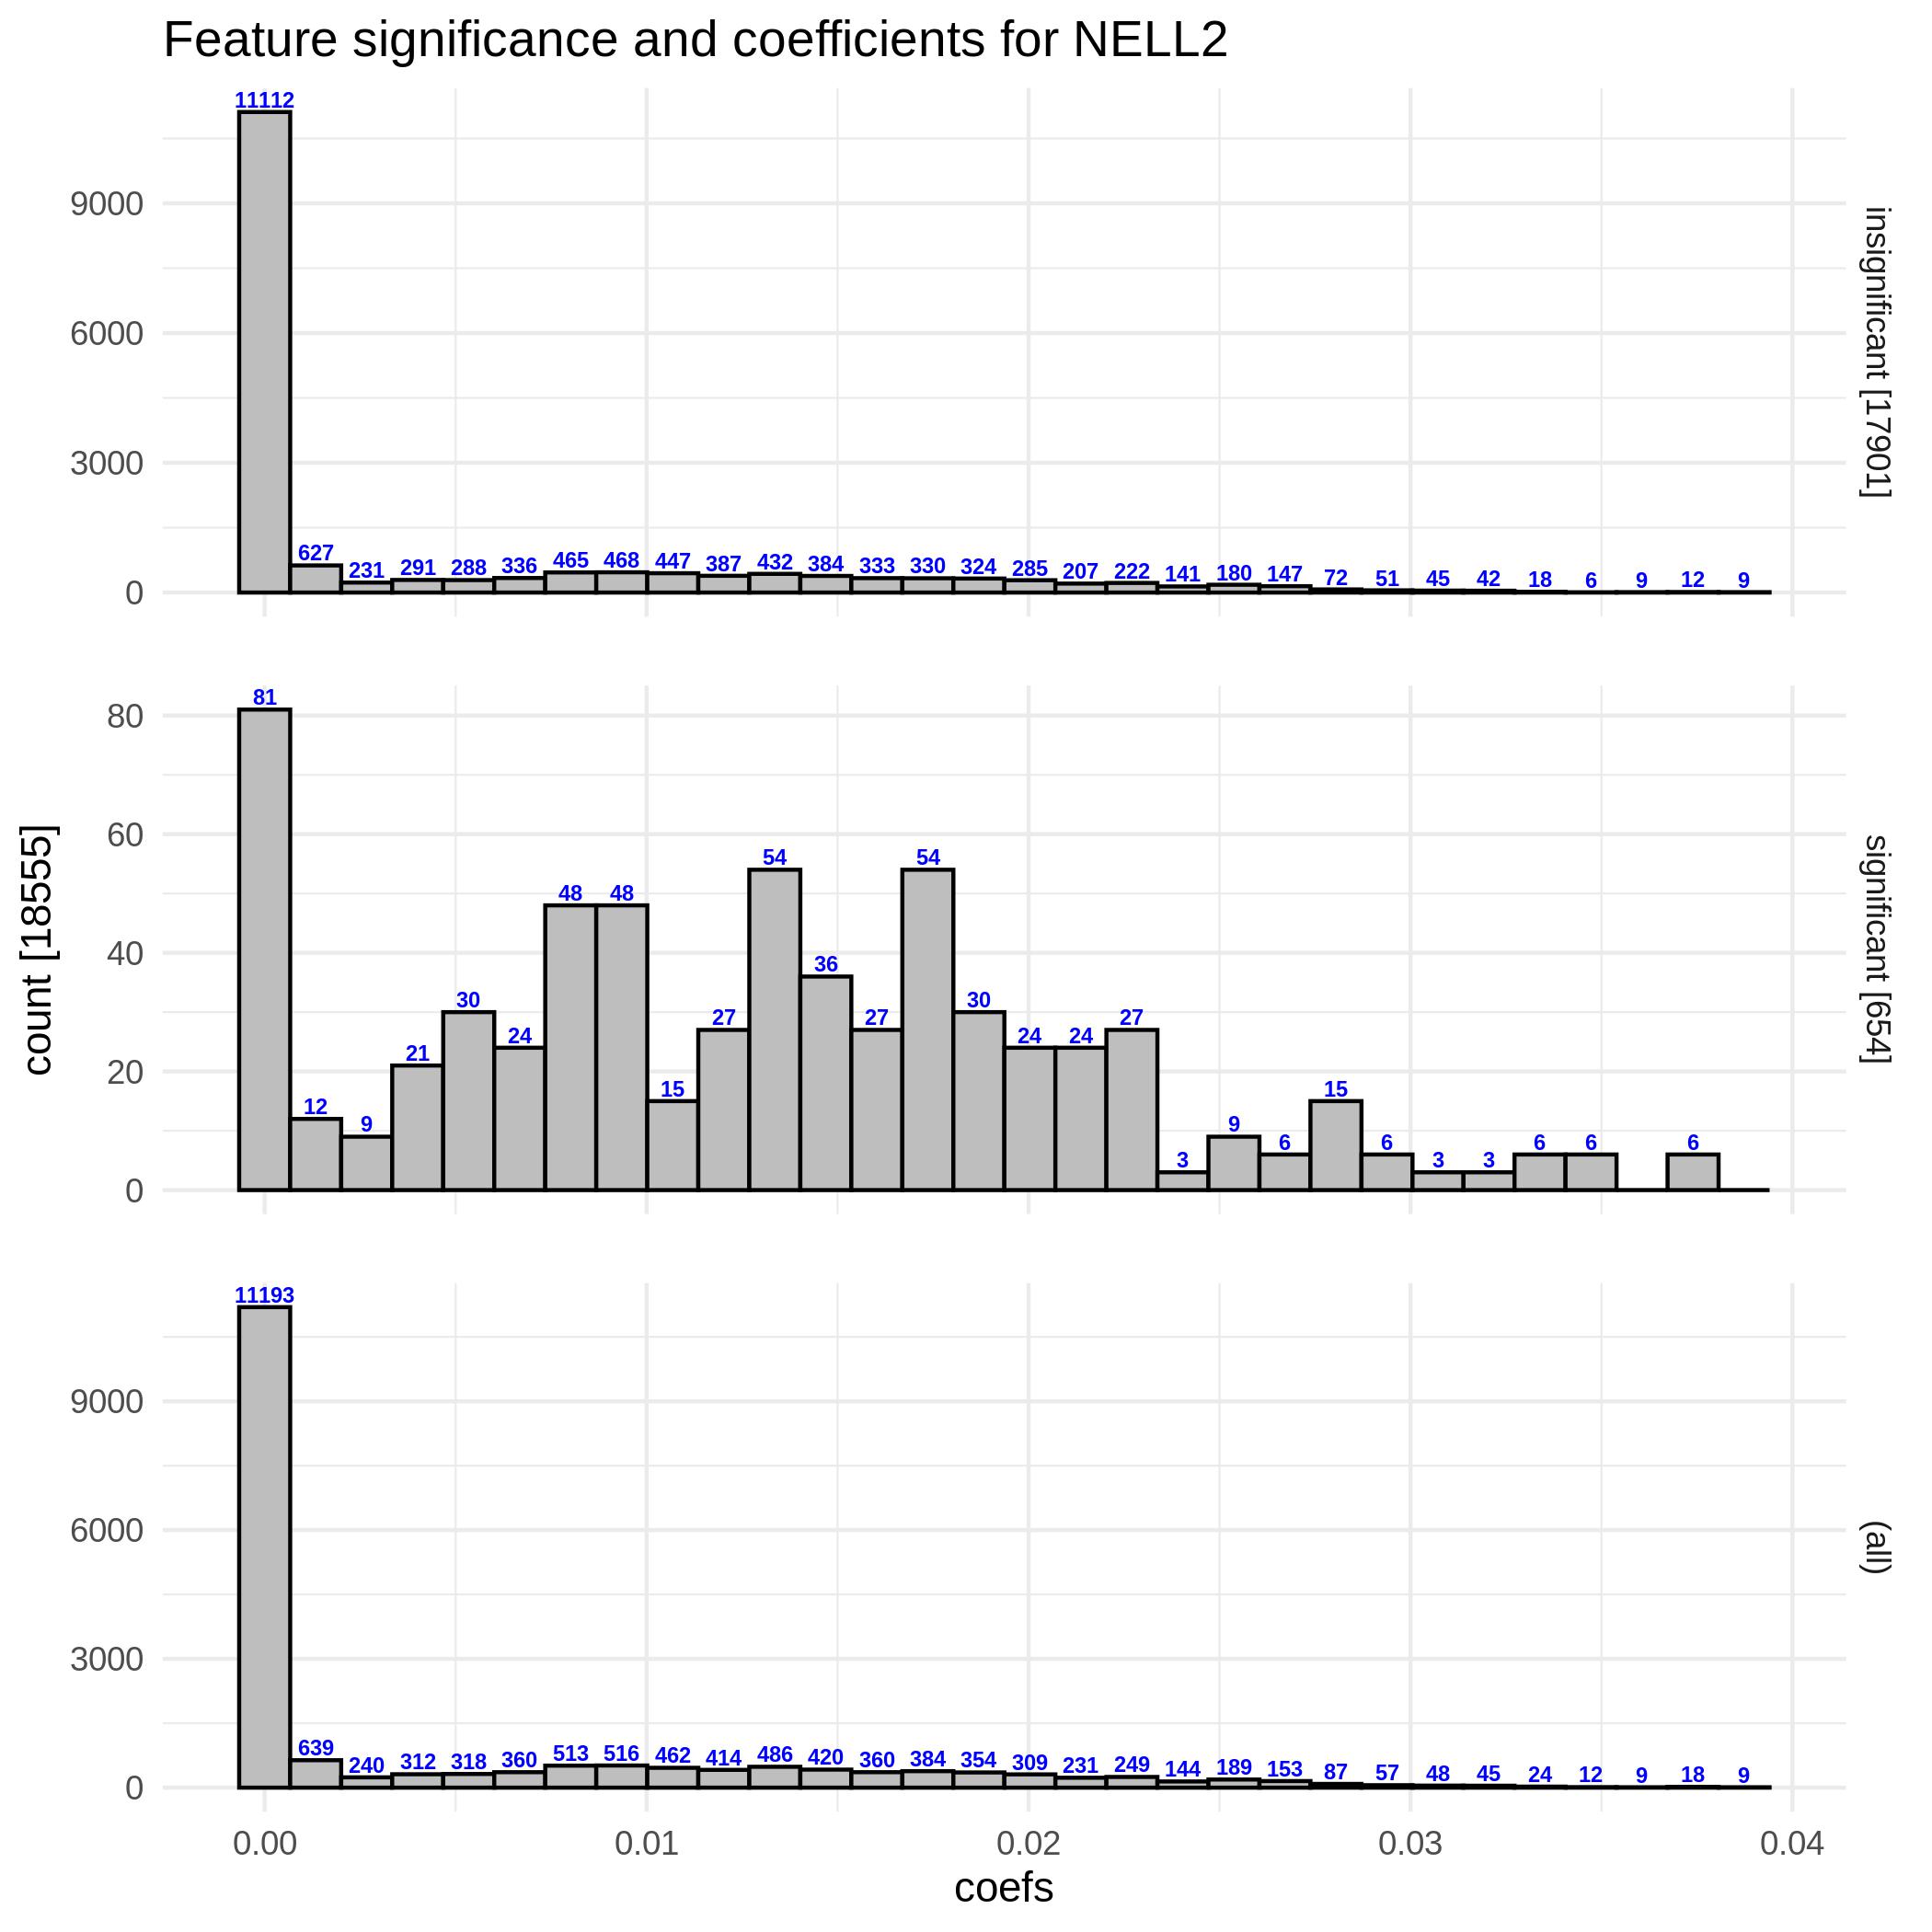 Feature significance and coefficients for NELL2
11112
9000
6000
3000
0
627 231 291 288 336 465 468 447 387 432 384 333 330 324 285 207 222 141 180 147 72 51 45 42 18 6 9 12 9
insignificant [17901]
81
80
60
40
20
0
12 9 21 30 24 48 48 15 27 54 36 27 54 30 24 24 27 3 9 6 15 6 3 3 6 6 6
significant [654]
count [18555]
11193
9000
6000
3000
0
639 240 312 318 360 513 516 462 414 486 420 360 384 354 309 231 249 144 189 153 87 57 48 45 24 12 9 18 9
(all)
0.00 0.01 0.02 0.03 0.04
coefs